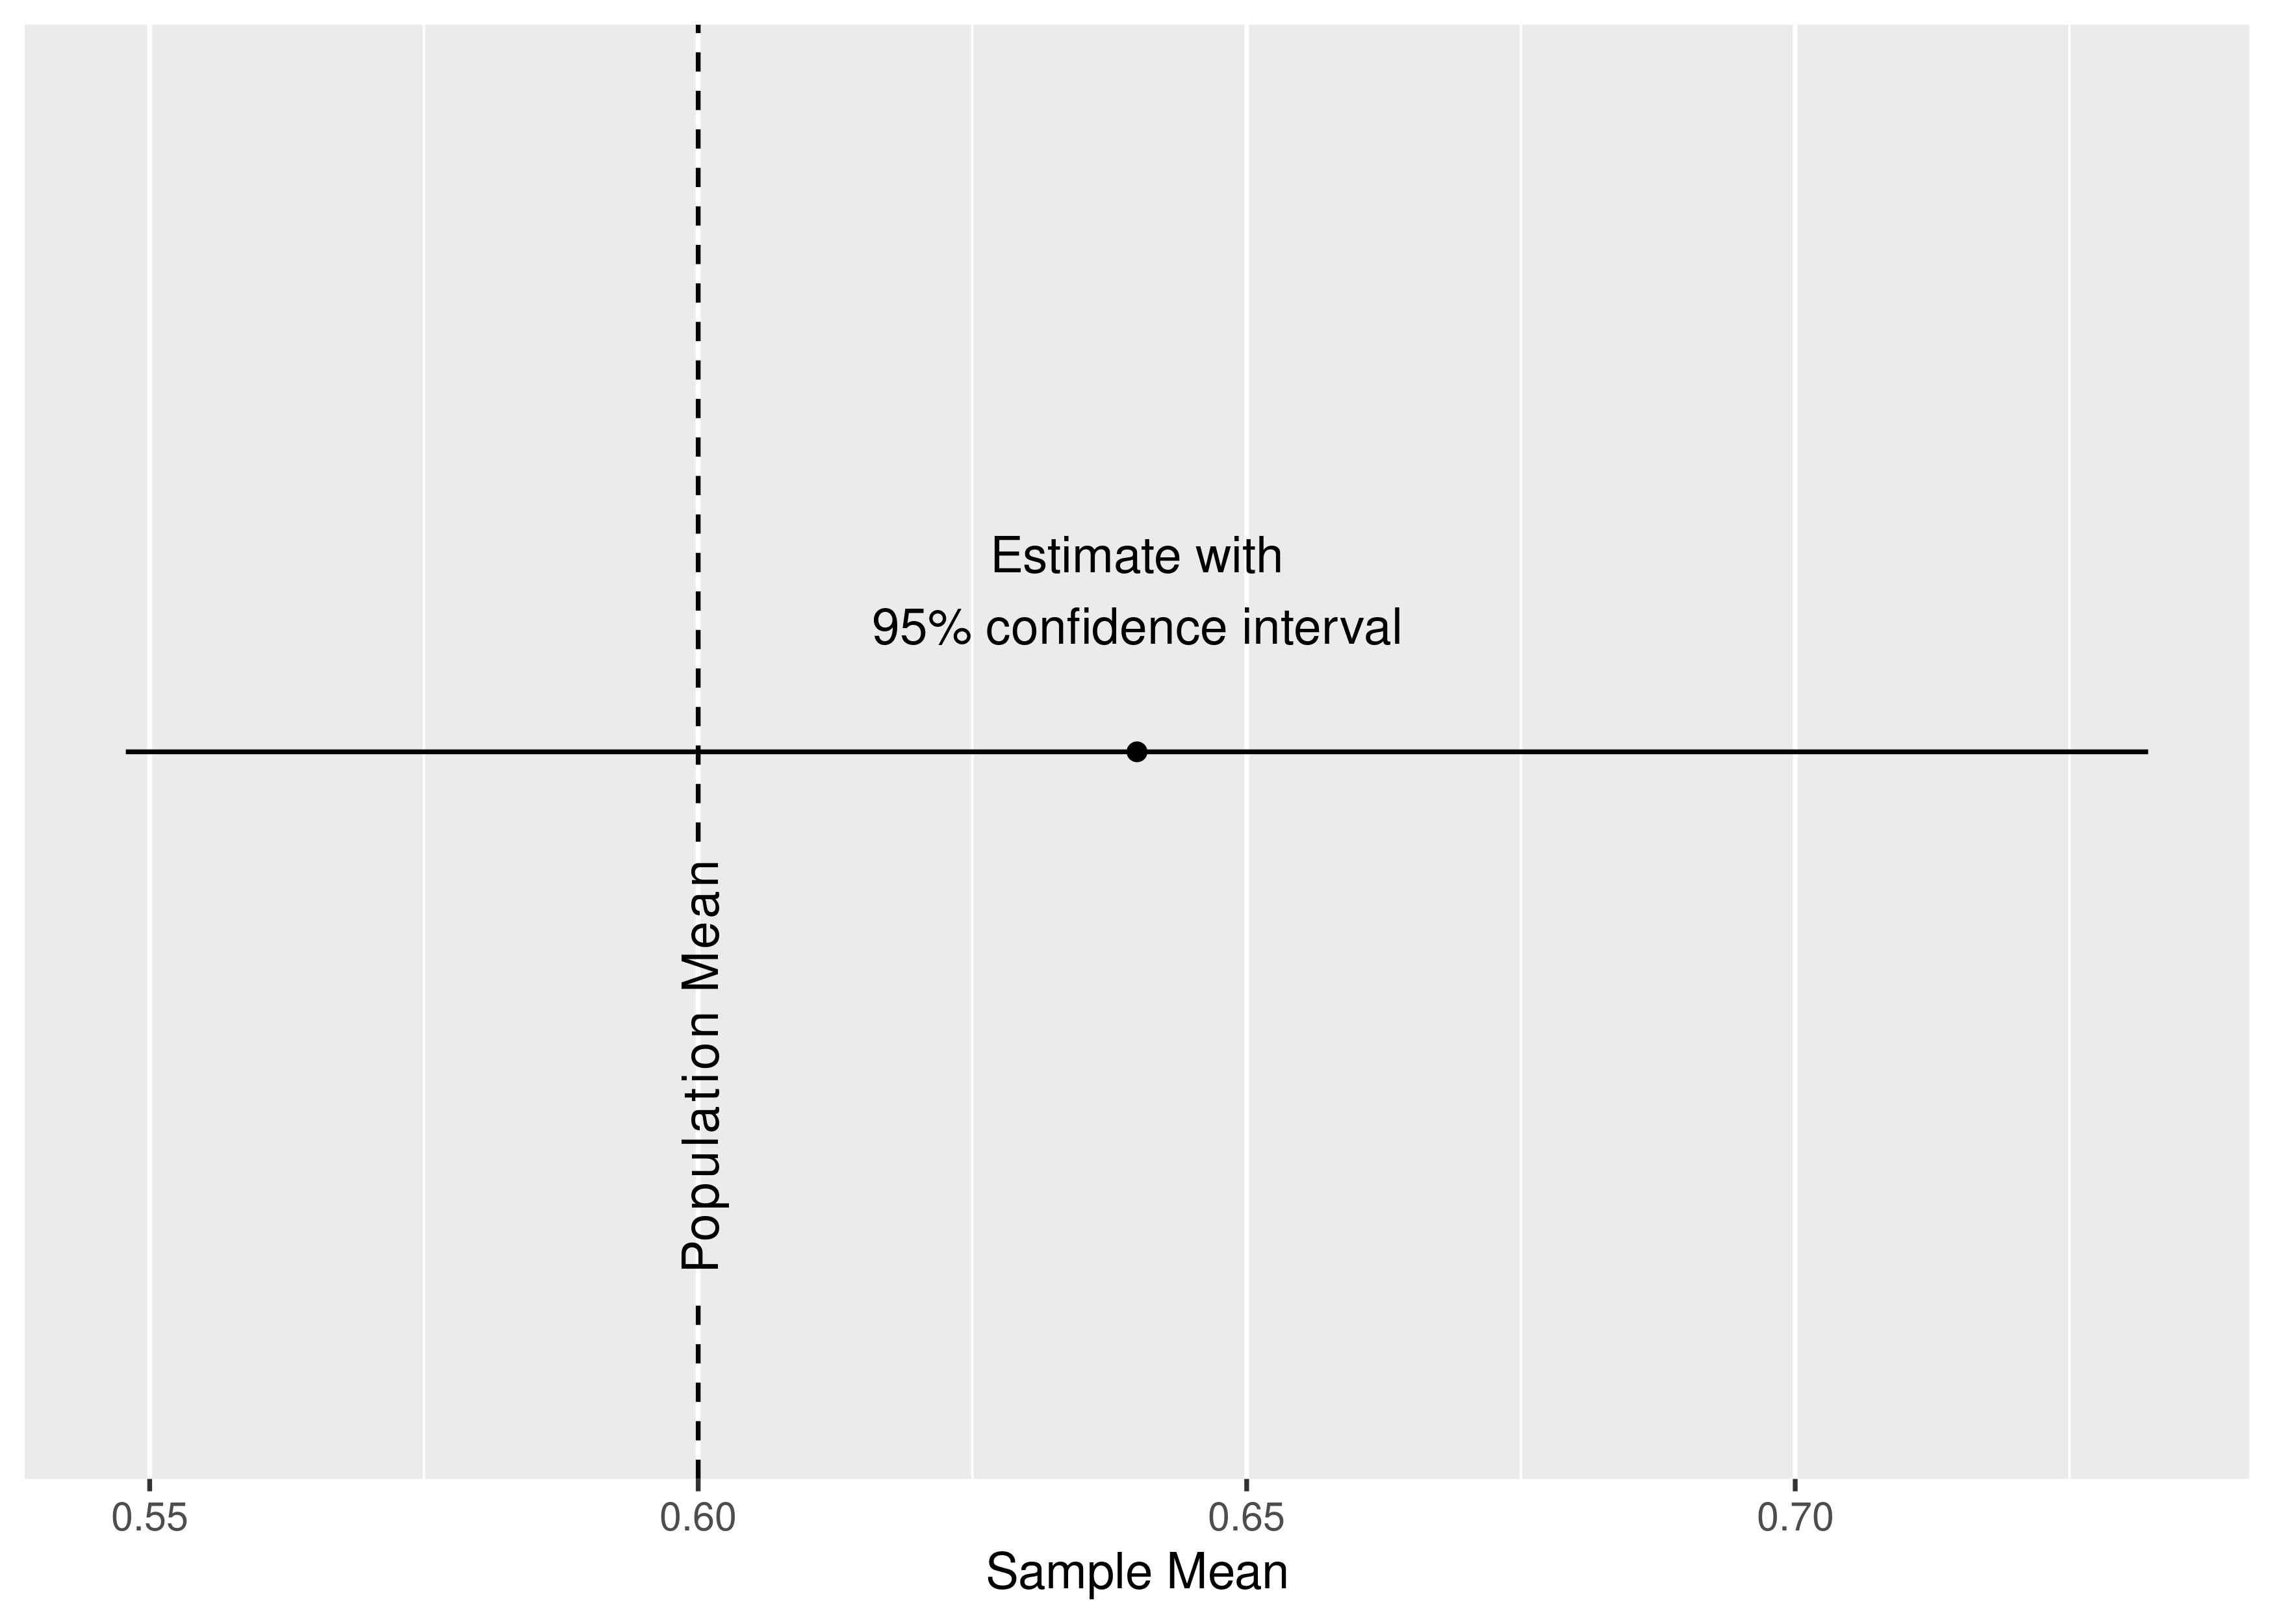 Estimate with
95% confidence interval
Population Mean
0.55 0.60 0.65 0.70
Sample Mean